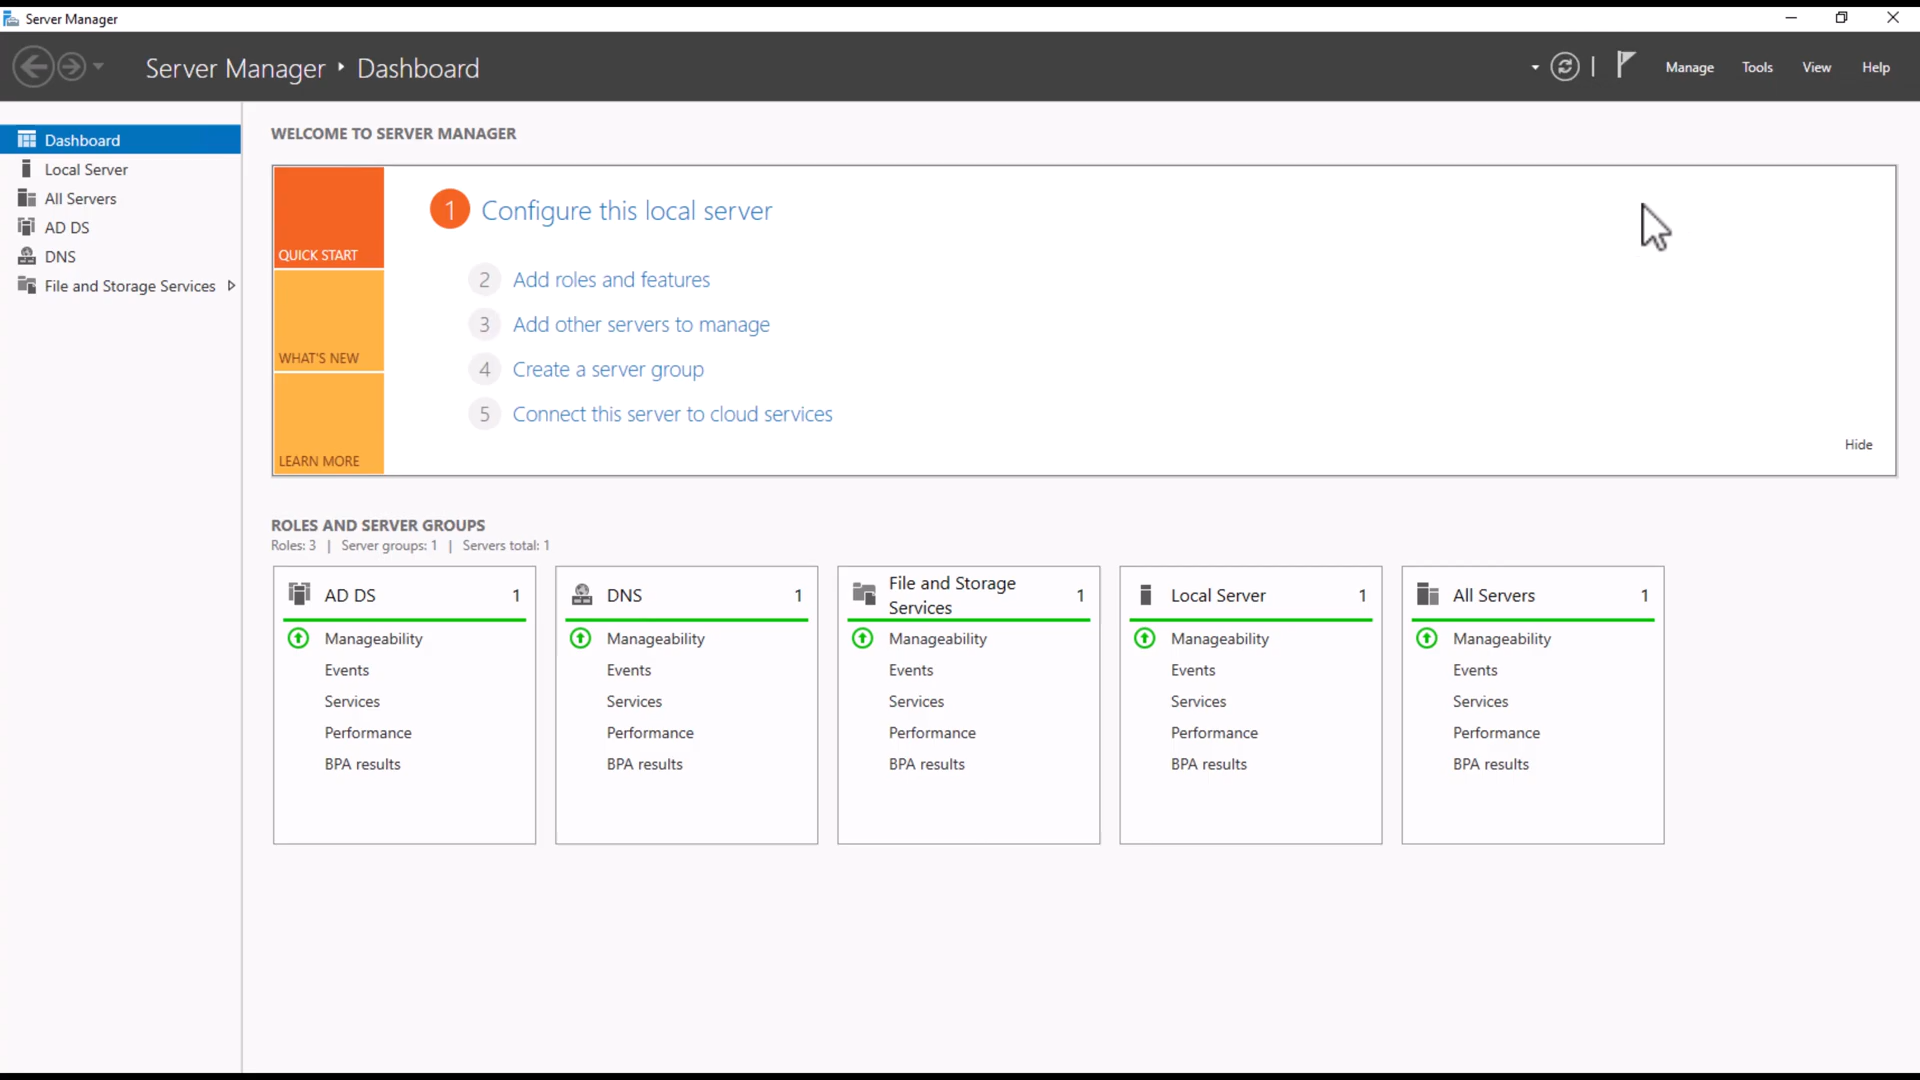 Server Manager
Server Manager ‣ Dashboard
Manage Tools View Help
Dashboard
Local Server
All Servers
AD DS
DNS
File and Storage Services
WELCOME TO SERVER MANAGER
QUICK START
WHAT'S NEW
LEARN MORE
1 Configure this local server
2 Add roles and features
3 Add other servers to manage
4 Create a server group
5 Connect this server to cloud services
Hide
ROLES AND SERVER GROUPS
Roles: 3 | Server groups: 1 | Servers total: 1
AD DS 1
Manageability
Events
Services
Performance
BPA results
DNS 1
Manageability
Events
Services
Performance
BPA results
File and Storage
Services 1
Manageability
Events
Services
Performance
BPA results
Local Server 1
Manageability
Events
Services
Performance
BPA results
All Servers 1
Manageability
Events
Services
Performance
BPA results